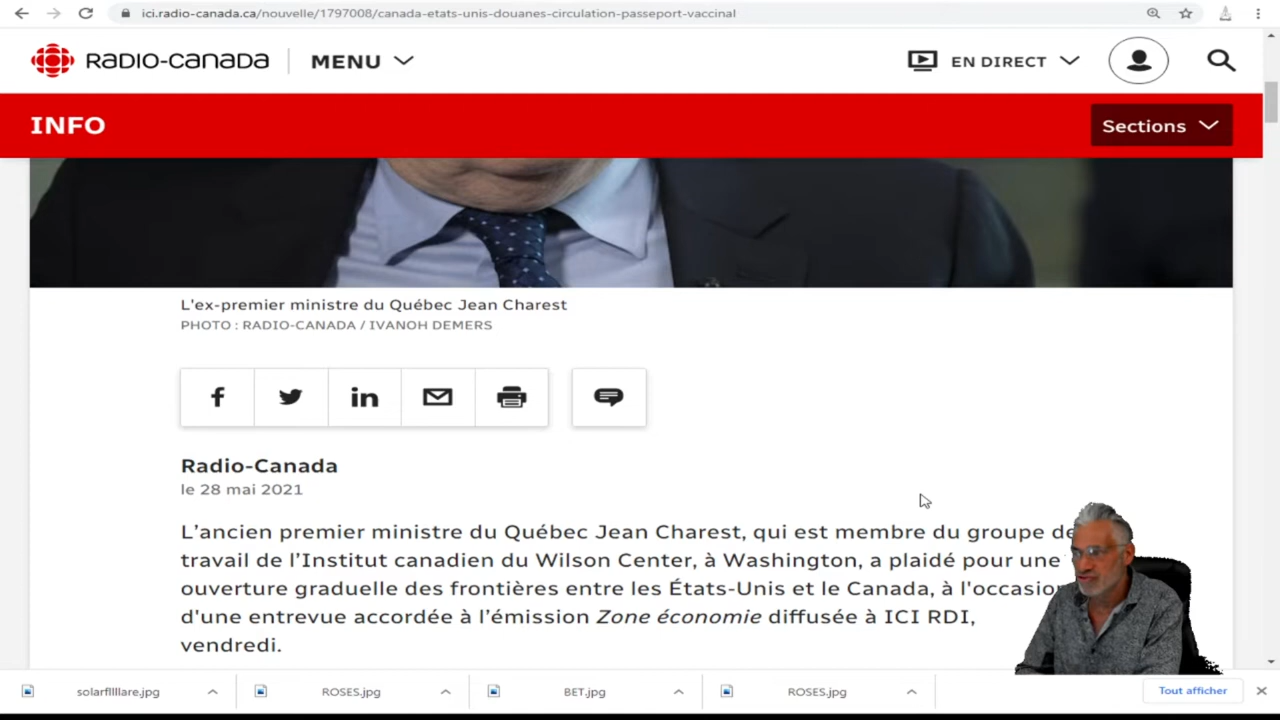 ici.radio-canada.ca/nouvelle/1797008/canada-etats-unis-douanes-circulation-passeport-vaccinal
RADIO-CANADA MENU EN DIRECT
INFO Sections
L'ex-premier ministre du Québec Jean Charest
PHOTO : RADIO-CANADA / IVANOH DEMERS
Radio-Canada
le 28 mai 2021
L’ancien premier ministre du Québec Jean Charest, qui est membre du groupe de
travail de l’Institut canadien du Wilson Center, à Washington, a plaidé pour une
ouverture graduelle des frontières entre les États-Unis et le Canada, à l'occasion
d'une entrevue accordée à l’émission Zone économie diffusée à ICI RDI,
vendredi.
solarfllllare.jpg ROSES.jpg BET.jpg ROSES.jpg Tout afficher